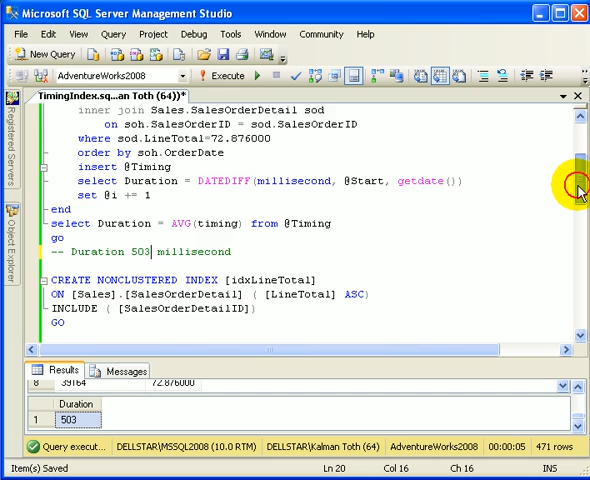 Microsoft SQL Server Management Studio
File Edit View Query Project Debug Tools Window Community Help
New Query
AdventureWorks2008 Execute
TimingIndex.sq...an Toth (64))*
Registered Servers
Object Explorer
inner join Sales.SalesOrderDetail sod
on soh.SalesOrderID = sod.SalesOrderID
where sod.LineTotal=72.876000
order by soh.OrderDate
insert @Timing
select Duration = DATEDIFF(millisecond, @Start, getdate())
set @i += 1
end
select Duration = AVG(timing) from @Timing
go
-- Duration 503 millisecond
CREATE NONCLUSTERED INDEX [idxLineTotal]
ON [Sales].[SalesOrderDetail] ( [LineTotal] ASC)
INCLUDE ( [SalesOrderDetailID])
GO
Results Messages
8 39164 72.876000
Duration
1 503
Query execut... DELLSTAR\MSSQL2008 (10.0 RTM) DELLSTAR\Kalman Toth (64) AdventureWorks2008 00:00:05 471 rows
Item(s) Saved Ln 20 Col 16 Ch 16 INS